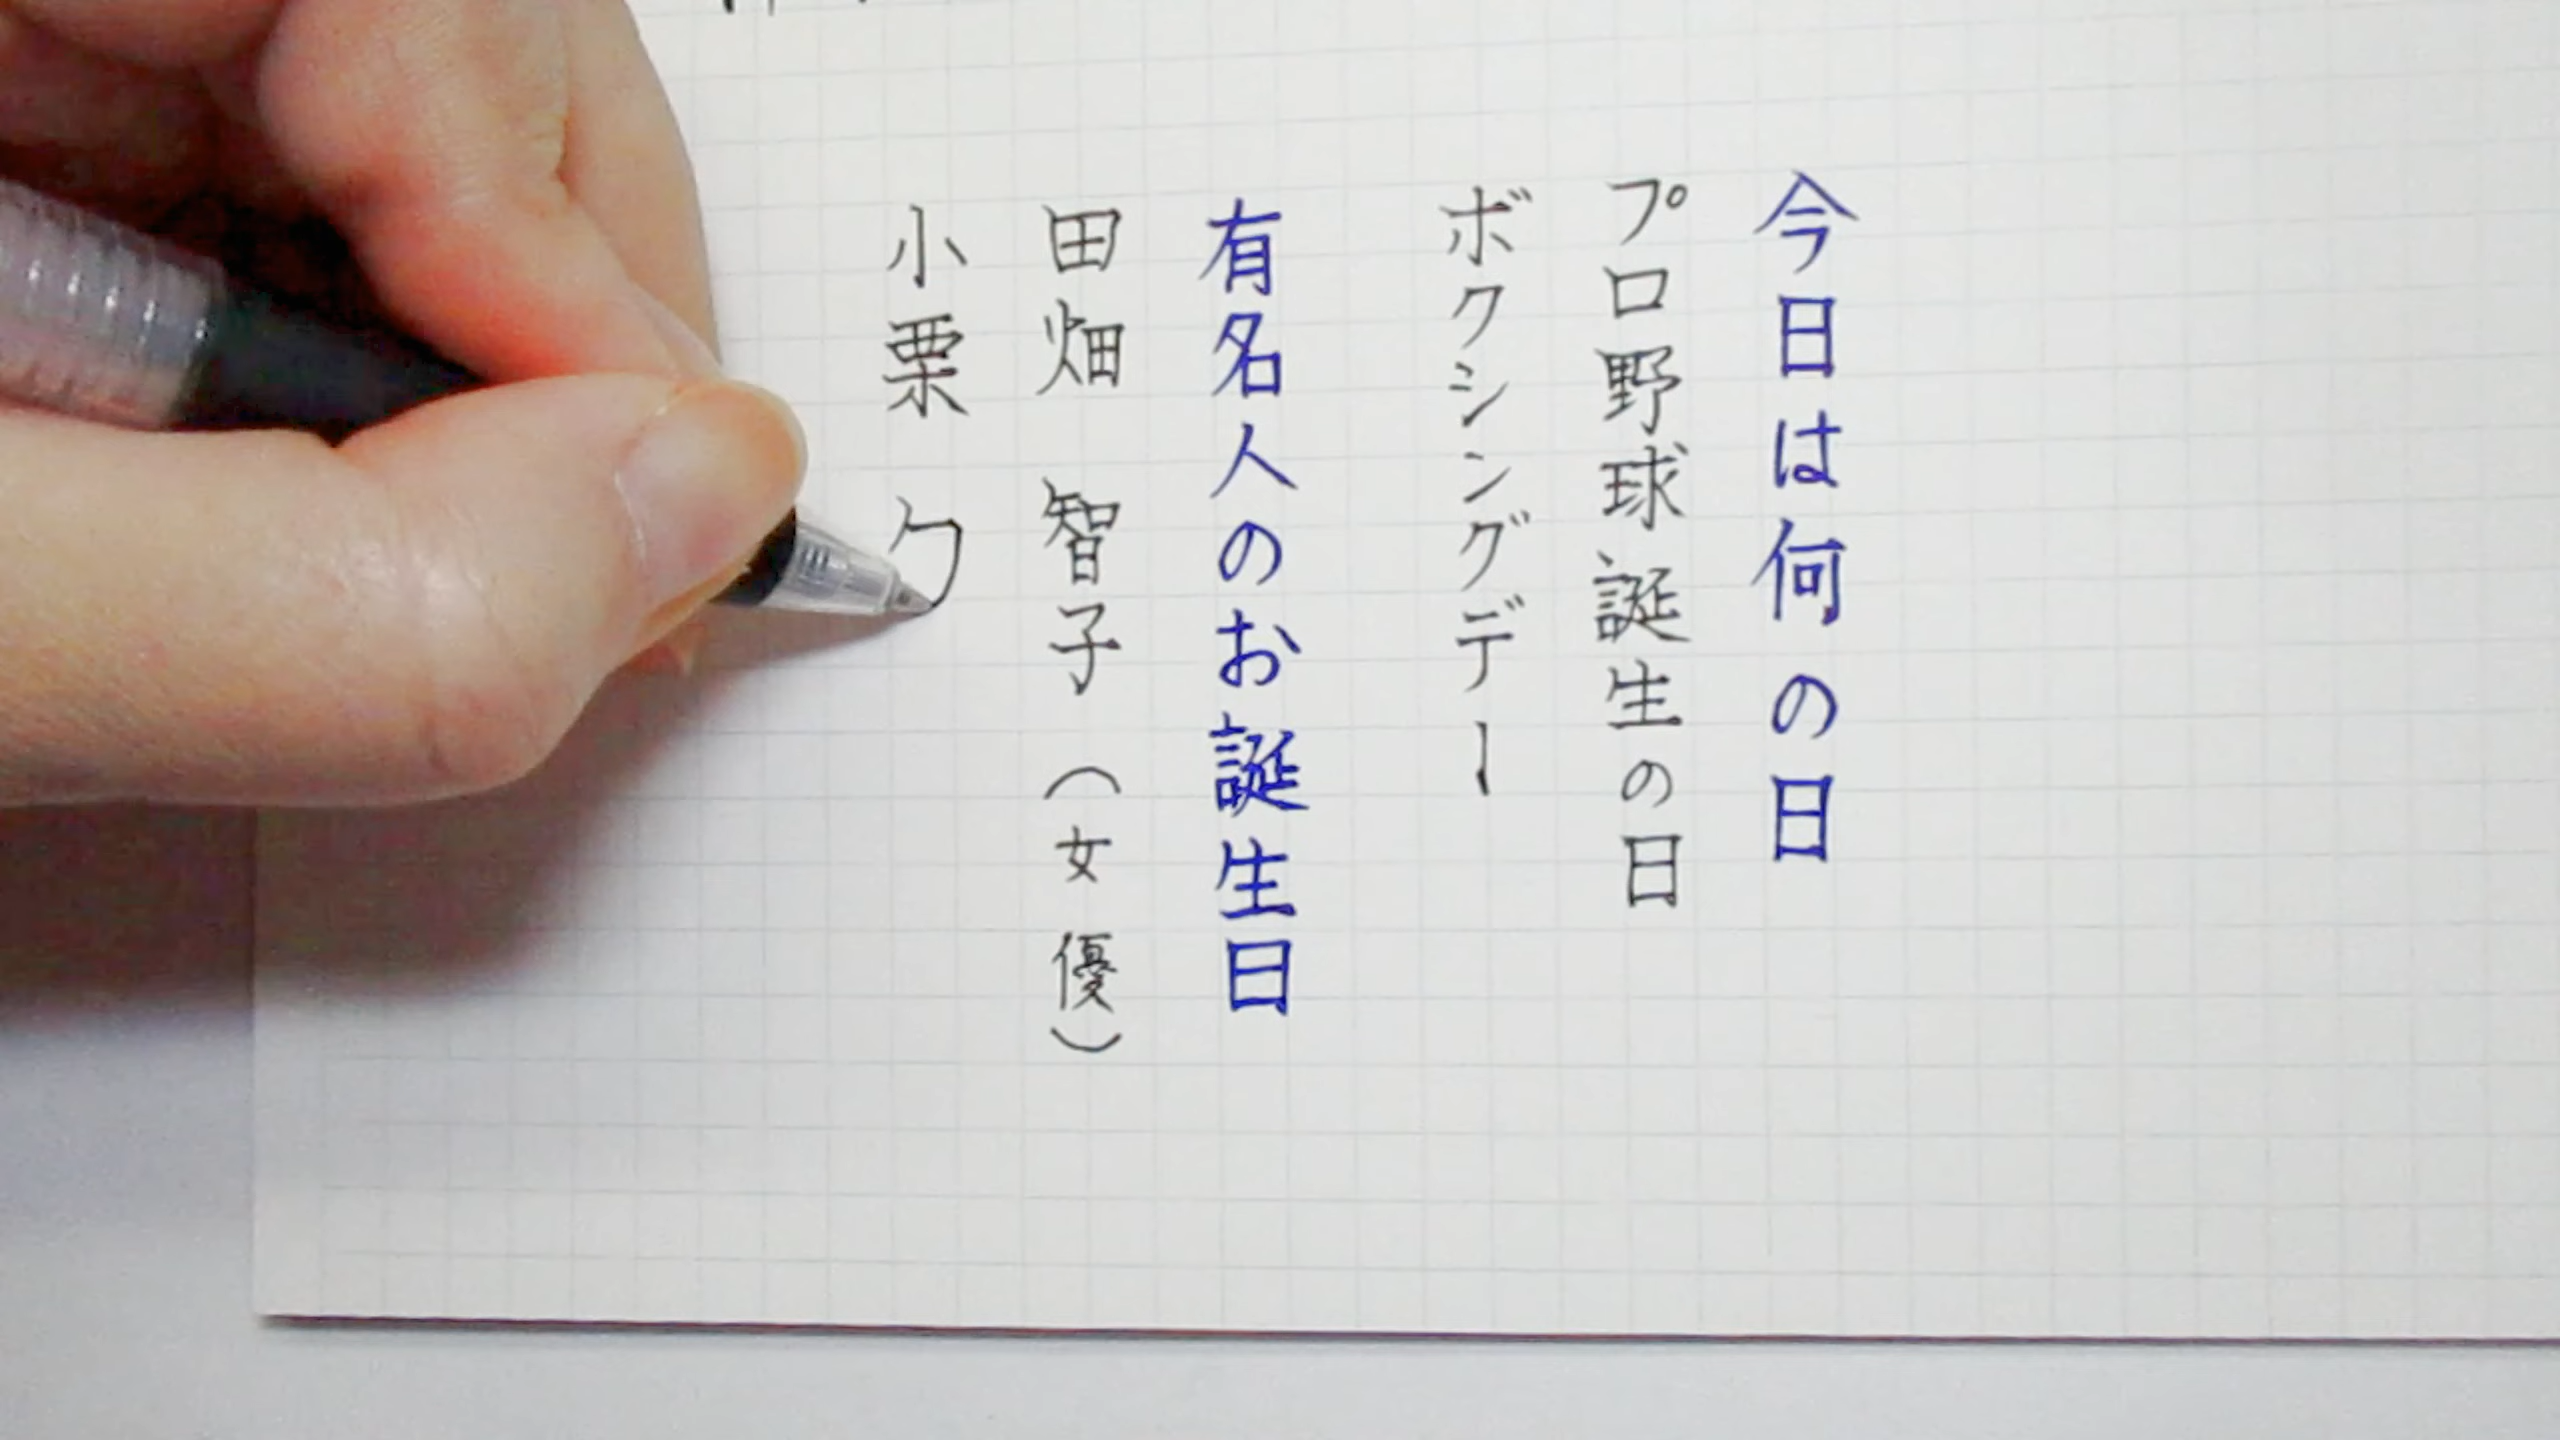 今日は何の日
プロ野球誕生の日
ボクシングデー
有名人のお誕生日
田畑 智子（女優）
小栗